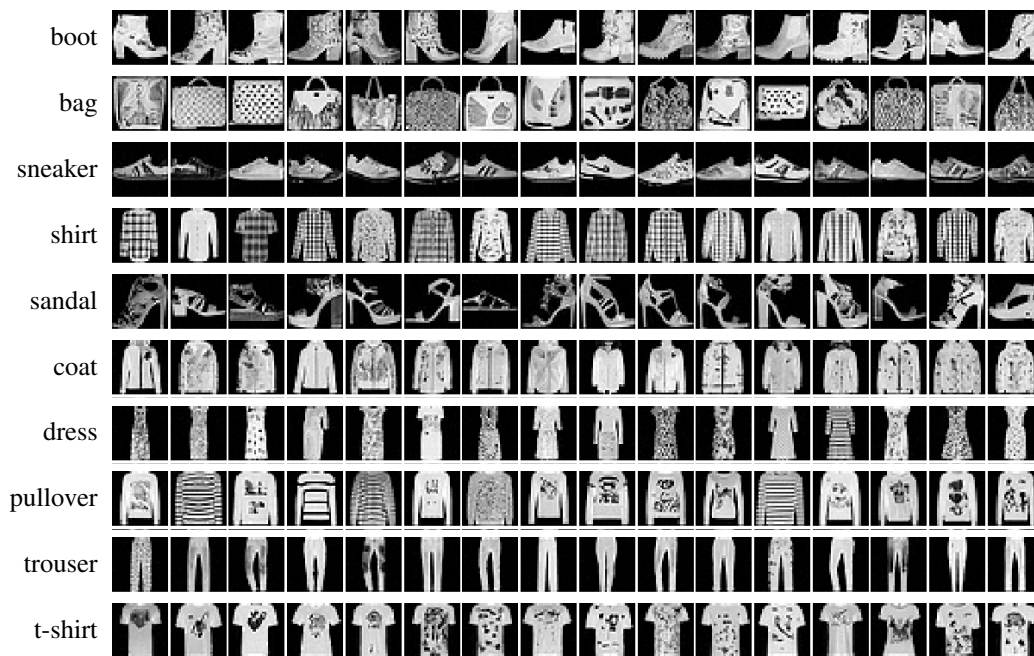 boot
bag
sneaker
shirt
sandal
coat
dress
pullover
trouser
t-shirt